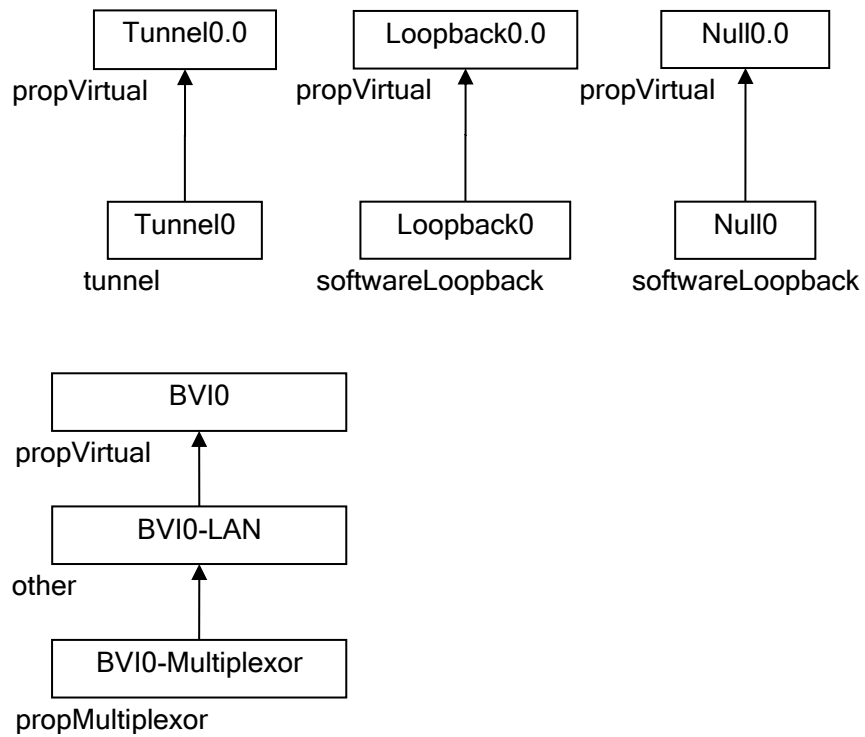 Tunnel0.0
Loopback0.0
Null0.0
propVirtual
propVirtual
propVirtual
Tunnel0
Loopback0
Null0
tunnel
softwareLoopback
softwareLoopback
BVI0
propVirtual
BVI0-LAN
other
BVI0-Multiplexor
propMultiplexor